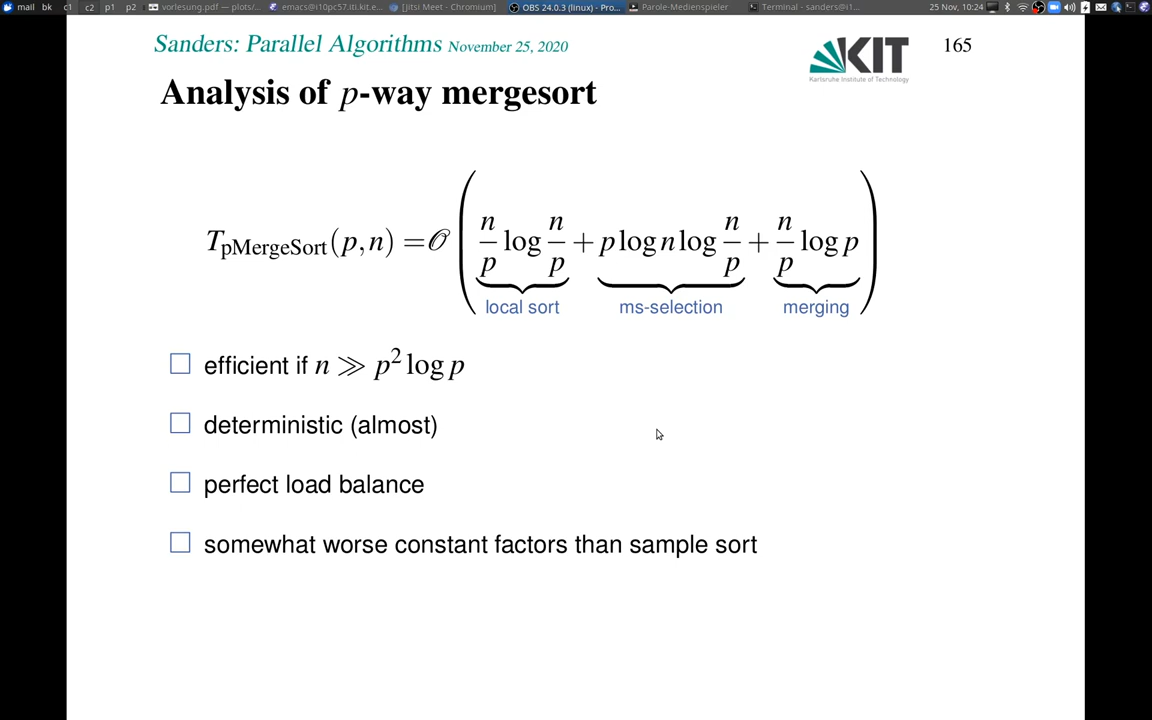 mail bk c1 c2 p1 p2 vorlesung.pdf — plots/... emacs@i10pc57.iti.kit.e... [Jitsi Meet - Chromium] OBS 24.0.3 (linux) - Pro... Parole-Medienspieler Terminal - sanders@i1... 25 Nov, 10:24
Sanders: Parallel Algorithms November 25, 2020 KIT 165
Karlsruhe Institute of Technology
Analysis of p-way mergesort
T_pMergeSort(p,n) = 𝒪( n/p log n/p + p log n log n/p + n/p log p )
local sort ms-selection merging
efficient if n ≫ p² log p
deterministic (almost)
perfect load balance
somewhat worse constant factors than sample sort